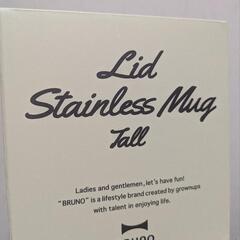 Lid
Stainless Mug
Tall
Ladies and gentlemen, let's have fun!
"BRUNO" is a lifestyle brand created by grownups
with talent in enjoying life.
BRUNO